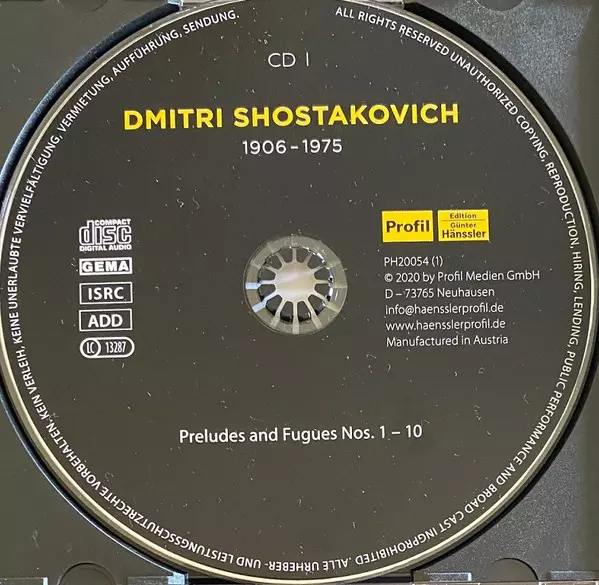 CD 1
DMITRI SHOSTAKOVICH
1906 – 1975
COMPACT
disc
DIGITAL AUDIO
GEMA
ISRC
ADD
LC 13287
Profil
Edition
Günter
Hänssler
PH20054 (1)
© 2020 by Profil Medien GmbH
D – 73765 Neuhausen
info@haensslerprofil.de
www.haensslerprofil.de
Manufactured in Austria
Preludes and Fugues Nos. 1 – 10
ALL RIGHTS RESERVED UNAUTHORIZED COPYING, REPRODUCTION, HIRING, LENDING, PUBLIC PERFORMANCE AND BROAD CAST INCPROHIBITED. ALLE URHEBER- UND LEISTUNGSSCHUTZRECHTE VORBEHALTEN. KEIN VERLEIH, KEINE UNERLAUBTE VERVIELFÄLTIGUNG, VERMIETUNG, AUFFÜHRUNG, SENDUNG.